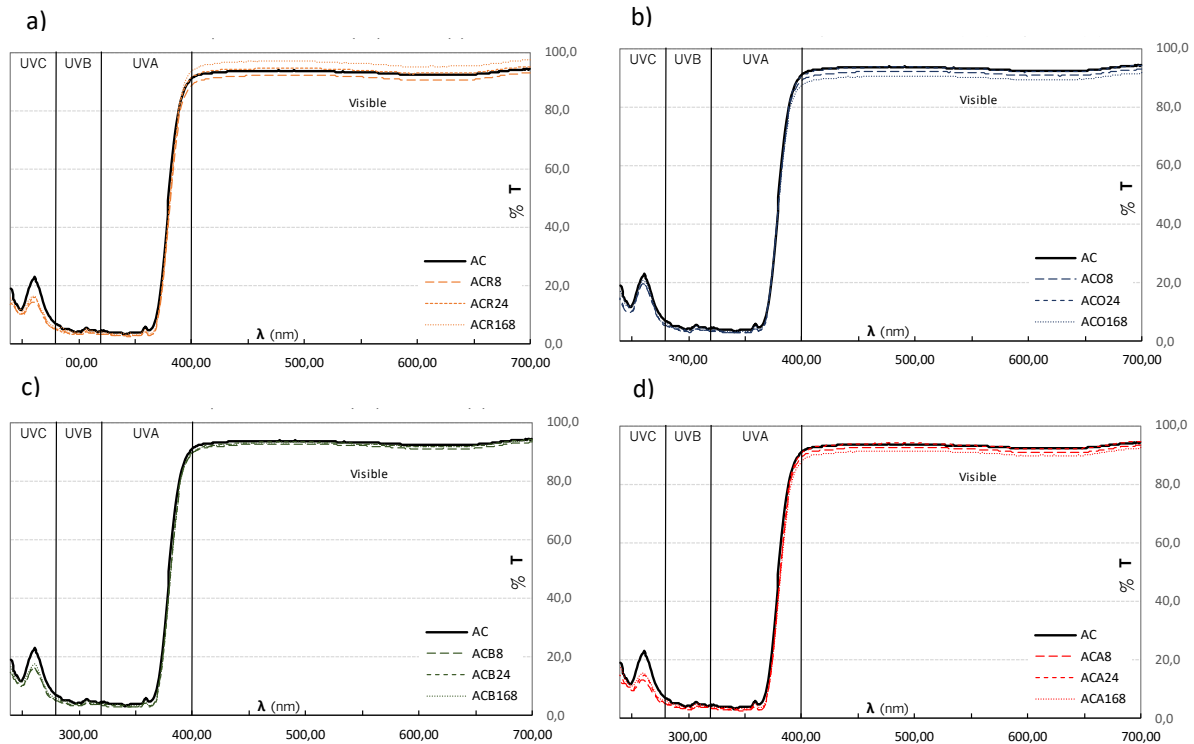 a)
UVC UVB UVA
Visible
100,0
80,0
60,0
40,0
20,0
0,0
% T
AC
ACR8
ACR24
ACR168
λ (nm)
00,00 400,00 500,00 600,00 700,00
b)
UVC UVB UVA
Visible
100,0
80,0
60,0
40,0
20,0
0,0
% T
AC
ACO8
ACO24
ACO168
λ (nm)
300,00 400,00 500,00 600,00 700,00
c)
UVC UVB UVA
Visible
100,0
80,0
60,0
40,0
20,0
0,0
% T
AC
ACB8
ACB24
ACB168
λ (nm)
300,00 400,00 500,00 600,00 700,00
d)
UVC UVB UVA
Visible
100,0
80,0
60,0
40,0
20,0
0,0
% T
AC
ACA8
ACA24
ACA168
λ (nm)
300,00 400,00 500,00 600,00 700,00